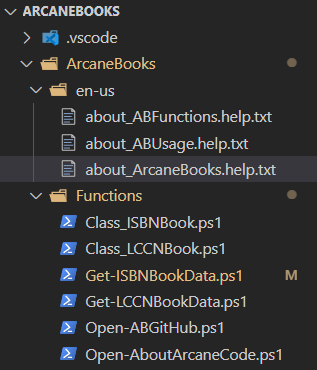 ARCANEBOOKS
.vscode
ArcaneBooks
en-us
about_ABFunctions.help.txt
about_ABUsage.help.txt
about_ArcaneBooks.help.txt
Functions
Class_ISBNBook.ps1
Class_LCCNBook.ps1
Get-ISBNBookData.ps1 M
Get-LCCNBookData.ps1
Open-ABGitHub.ps1
Open-AboutArcaneCode.ps1